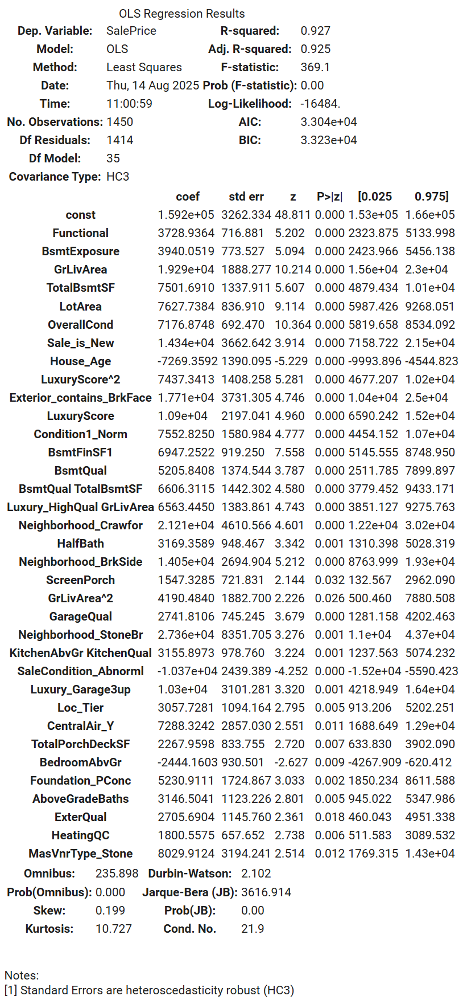 OLS Regression Results
Dep. Variable: SalePrice R-squared: 0.927
Model: OLS Adj. R-squared: 0.925
Method: Least Squares F-statistic: 369.1
Date: Thu, 14 Aug 2025 Prob (F-statistic): 0.00
Time: 11:00:59 Log-Likelihood: -16484.
No. Observations: 1450 AIC: 3.304e+04
Df Residuals: 1414 BIC: 3.323e+04
Df Model: 35
Covariance Type: HC3
coef std err z P>|z| [0.025 0.975]
const 1.592e+05 3262.334 48.811 0.000 1.53e+05 1.66e+05
Functional 3728.9364 716.881 5.202 0.000 2323.875 5133.998
BsmtExposure 3940.0519 773.527 5.094 0.000 2423.966 5456.138
GrLivArea 1.929e+04 1888.277 10.214 0.000 1.56e+04 2.3e+04
TotalBsmtSF 7501.6910 1337.911 5.607 0.000 4879.434 1.01e+04
LotArea 7627.7384 836.910 9.114 0.000 5987.426 9268.051
OverallCond 7176.8748 692.470 10.364 0.000 5819.658 8534.092
Sale_is_New 1.434e+04 3662.642 3.914 0.000 7158.722 2.15e+04
House_Age -7269.3592 1390.095 -5.229 0.000 -9993.896 -4544.823
LuxuryScore^2 7437.3413 1408.258 5.281 0.000 4677.207 1.02e+04
Exterior_contains_BrkFace 1.771e+04 3731.305 4.746 0.000 1.04e+04 2.5e+04
LuxuryScore 1.09e+04 2197.041 4.960 0.000 6590.242 1.52e+04
Condition1_Norm 7552.8250 1580.984 4.777 0.000 4454.152 1.07e+04
BsmtFinSF1 6947.2522 919.250 7.558 0.000 5145.555 8748.950
BsmtQual 5205.8408 1374.544 3.787 0.000 2511.785 7899.897
BsmtQual TotalBsmtSF 6606.3115 1442.302 4.580 0.000 3779.452 9433.171
Luxury_HighQual GrLivArea 6563.4450 1383.861 4.743 0.000 3851.127 9275.763
Neighborhood_Crawfor 2.121e+04 4610.566 4.601 0.000 1.22e+04 3.02e+04
HalfBath 3169.3589 948.467 3.342 0.001 1310.398 5028.319
Neighborhood_BrkSide 1.405e+04 2694.904 5.212 0.000 8763.999 1.93e+04
ScreenPorch 1547.3285 721.831 2.144 0.032 132.567 2962.090
GrLivArea^2 4190.4840 1882.700 2.226 0.026 500.460 7880.508
GarageQual 2741.8106 745.245 3.679 0.000 1281.158 4202.463
Neighborhood_StoneBr 2.736e+04 8351.705 3.276 0.001 1.1e+04 4.37e+04
KitchenAbvGr KitchenQual 3155.8973 978.760 3.224 0.001 1237.563 5074.232
SaleCondition_Abnorml -1.037e+04 2439.389 -4.252 0.000 -1.52e+04 -5590.423
Luxury_Garage3up 1.03e+04 3101.281 3.320 0.001 4218.949 1.64e+04
Loc_Tier 3057.7281 1094.164 2.795 0.005 913.206 5202.251
CentralAir_Y 7288.3242 2857.030 2.551 0.011 1688.649 1.29e+04
TotalPorchDeckSF 2267.9598 833.755 2.720 0.007 633.830 3902.090
BedroomAbvGr -2444.1603 930.501 -2.627 0.009 -4267.909 -620.412
Foundation_PConc 5230.9111 1724.867 3.033 0.002 1850.234 8611.588
AboveGradeBaths 3146.5041 1123.226 2.801 0.005 945.022 5347.986
ExterQual 2705.6904 1145.760 2.361 0.018 460.043 4951.338
HeatingQC 1800.5575 657.652 2.738 0.006 511.583 3089.532
MasVnrType_Stone 8029.9124 3194.241 2.514 0.012 1769.315 1.43e+04
Omnibus: 235.898 Durbin-Watson: 2.102
Prob(Omnibus): 0.000 Jarque-Bera (JB): 3616.914
Skew: 0.199 Prob(JB): 0.00
Kurtosis: 10.727 Cond. No. 21.9
Notes:
[1] Standard Errors are heteroscedasticity robust (HC3)